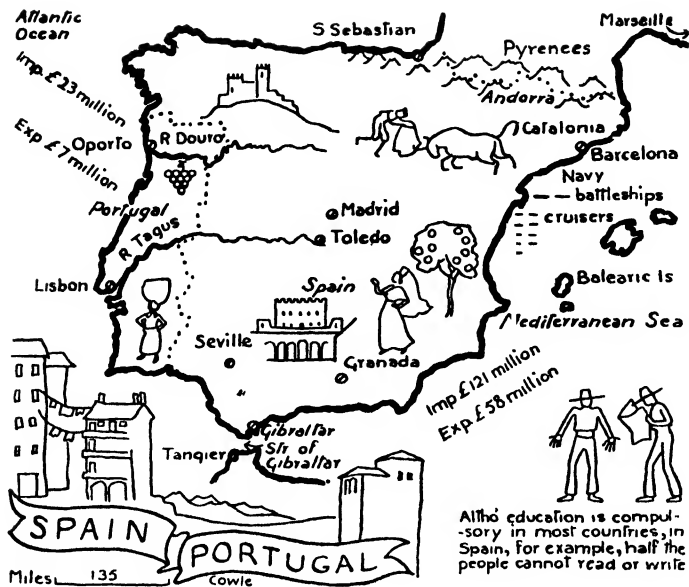 Atlantic
Ocean
S Sebastian
Marseille
Pyrenees
Andorra
Imp. £23 million
Exp £7 million
Oporto
R Douro
Catalonia
Barcelona
Navy
battleships
cruisers
Portugal
R Tagus
Madrid
Toledo
Lisbon
Spain
Balearic Is
Mediterranean Sea
Seville
Granada
Imp £121 million
Exp £58 million
Gibraltar
Str of
Gibraltar
Tangier
SPAIN
PORTUGAL
Altho' education is compul-
-sory in most countries, in
Spain, for example, half the
people cannot read or write
Miles 135
Cowle